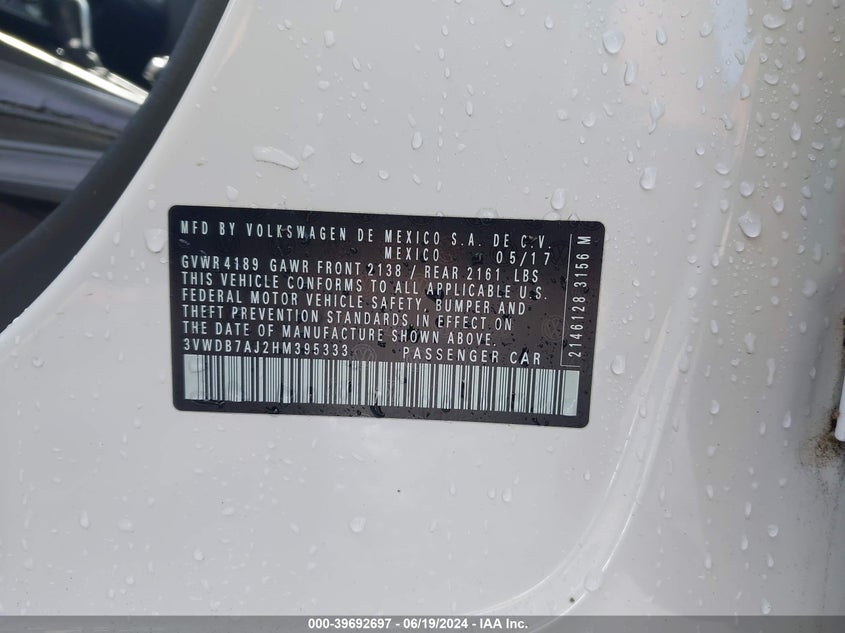 MFD BY VOLKSWAGEN DE MEXICO S.A. DE C.V.
MEXICO 05/17
GVWR 4189 GAWR FRONT 2138 / REAR 2161 LBS
THIS VEHICLE CONFORMS TO ALL APPLICABLE U.S.
FEDERAL MOTOR VEHICLE SAFETY, BUMPER AND
THEFT PREVENTION STANDARDS IN EFFECT ON
THE DATE OF MANUFACTURE SHOWN ABOVE.
3VWDB7AJ2HM395333 PASSENGER CAR
21461128 3156 M
000-39692697 - 06/19/2024 - IAA Inc.